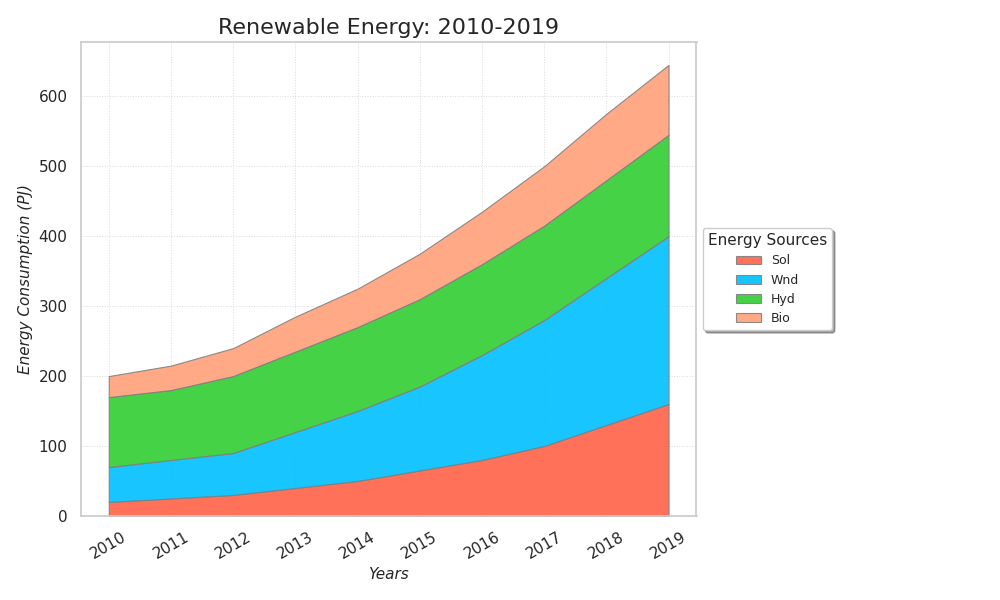 Renewable Energy: 2010-2019
Energy Consumption (PJ)
600
500
400
300
200
100
0
2010 2011 2012 2013 2014 2015 2016 2017 2018 2019
Years
Energy Sources
Sol
Wnd
Hyd
Bio